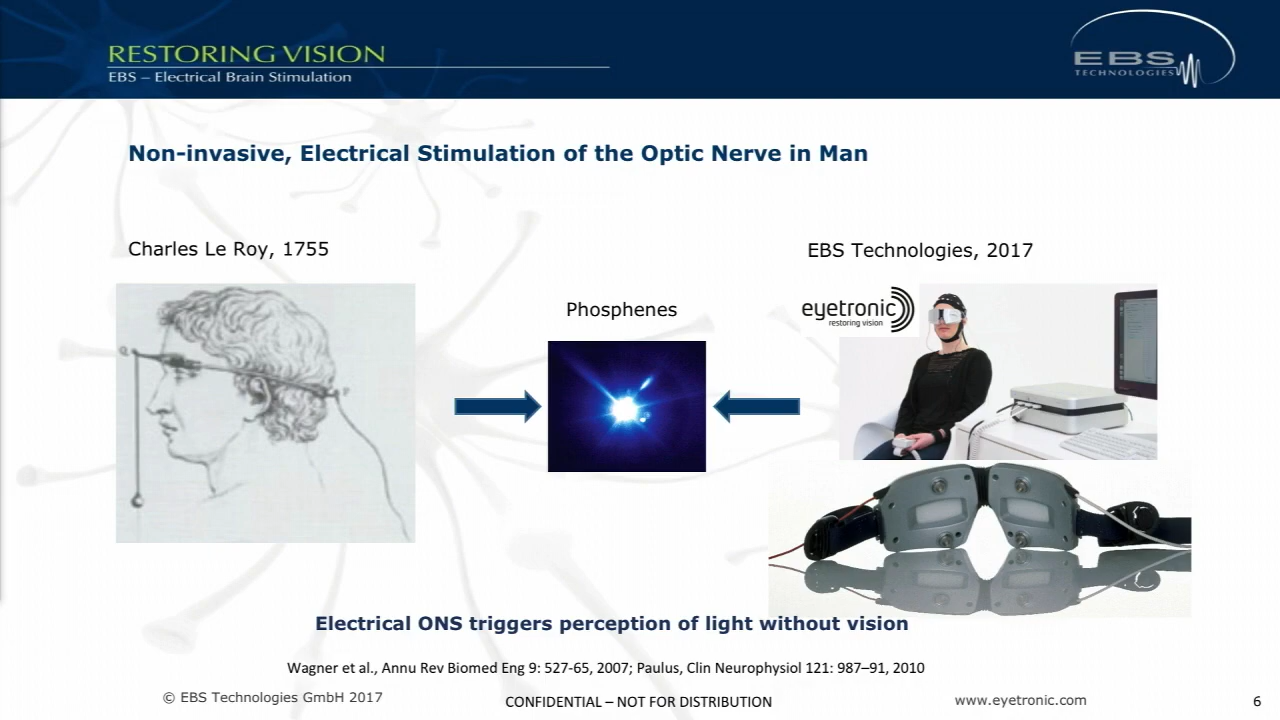 RESTORING VISION
EBS – Electrical Brain Stimulation
EBS
TECHNOLOGIES
Non-invasive, Electrical Stimulation of the Optic Nerve in Man
Charles Le Roy, 1755
EBS Technologies, 2017
Phosphenes
eyetronic
restoring vision
Electrical ONS triggers perception of light without vision
Wagner et al., Annu Rev Biomed Eng 9: 527-65, 2007; Paulus, Clin Neurophysiol 121: 987–91, 2010
© EBS Technologies GmbH 2017
CONFIDENTIAL – NOT FOR DISTRIBUTION
www.eyetronic.com
6